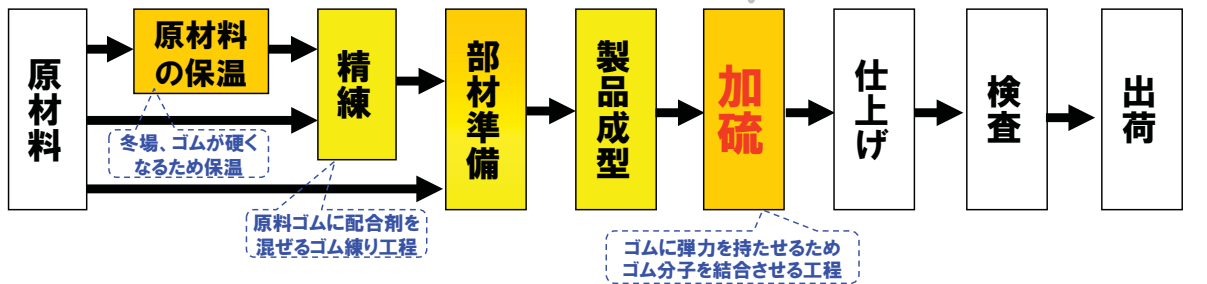 原材料
原材料
の保温
精練
部材準備
製品成型
加硫
仕上げ
検査
出荷
冬場、ゴムが硬く
なるため保温
原料ゴムに配合剤を
混ぜるゴム練り工程
ゴムに弾力を持たせるため
ゴム分子を結合させる工程